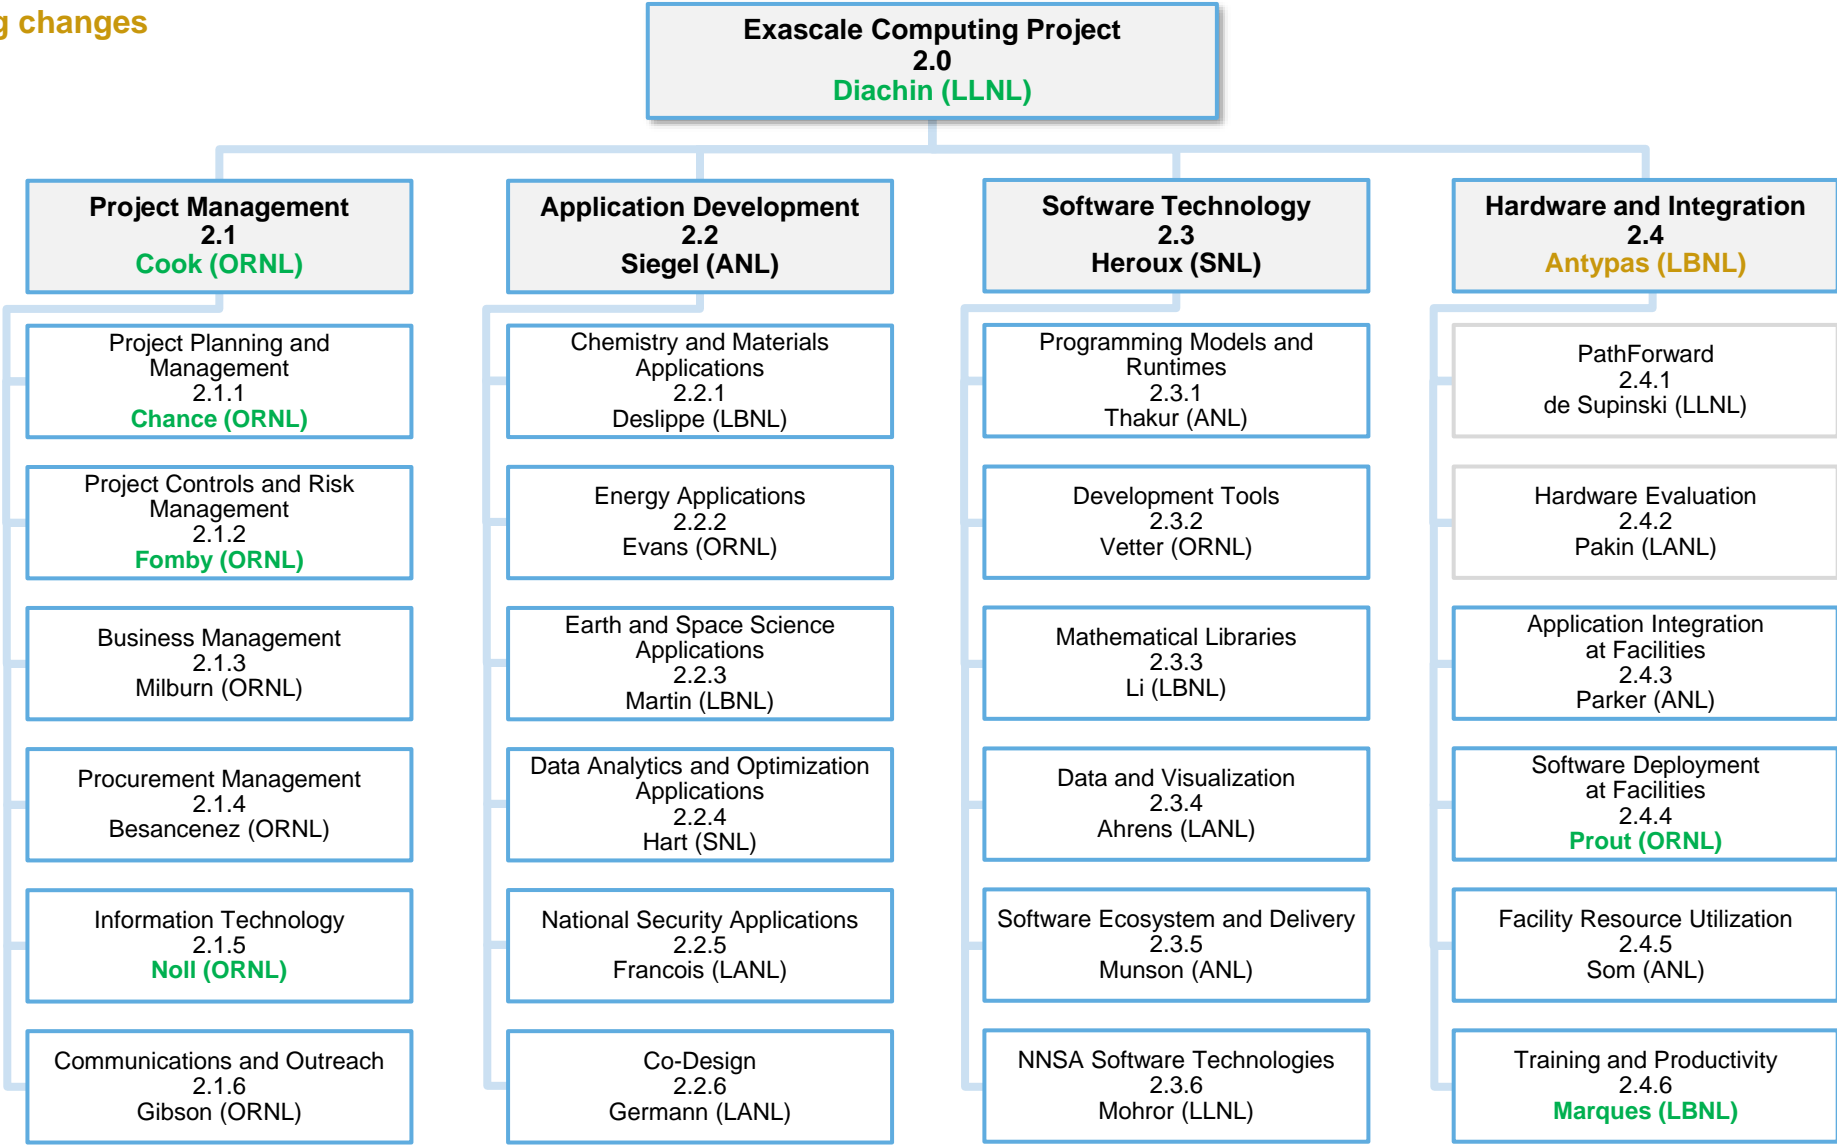 changes
Exascale Computing Project
2.0
Diachin (LLNL)
Project Management
2.1
Cook (ORNL)
Project Planning and
Management
2.1.1
Chance (ORNL)
Project Controls and Risk
Management
2.1.2
Fomby (ORNL)
Business Management
2.1.3
Milburn (ORNL)
Procurement Management
2.1.4
Besancenez (ORNL)
Information Technology
2.1.5
Noll (ORNL)
Communications and Outreach
2.1.6
Gibson (ORNL)
Application Development
2.2
Siegel (ANL)
Chemistry and Materials
Applications
2.2.1
Deslippe (LBNL)
Energy Applications
2.2.2
Evans (ORNL)
Earth and Space Science
Applications
2.2.3
Martin (LBNL)
Data Analytics and Optimization
Applications
2.2.4
Hart (SNL)
National Security Applications
2.2.5
Francois (LANL)
Co-Design
2.2.6
Germann (LANL)
Software Technology
2.3
Heroux (SNL)
Programming Models and
Runtimes
2.3.1
Thakur (ANL)
Development Tools
2.3.2
Vetter (ORNL)
Mathematical Libraries
2.3.3
Li (LBNL)
Data and Visualization
2.3.4
Ahrens (LANL)
Software Ecosystem and Delivery
2.3.5
Munson (ANL)
NNSA Software Technologies
2.3.6
Mohror (LLNL)
Hardware and Integration
2.4
Antypas (LBNL)
PathForward
2.4.1
de Supinski (LLNL)
Hardware Evaluation
2.4.2
Pakin (LANL)
Application Integration
at Facilities
2.4.3
Parker (ANL)
Software Deployment
at Facilities
2.4.4
Prout (ORNL)
Facility Resource Utilization
2.4.5
Som (ANL)
Training and Productivity
2.4.6
Marques (LBNL)